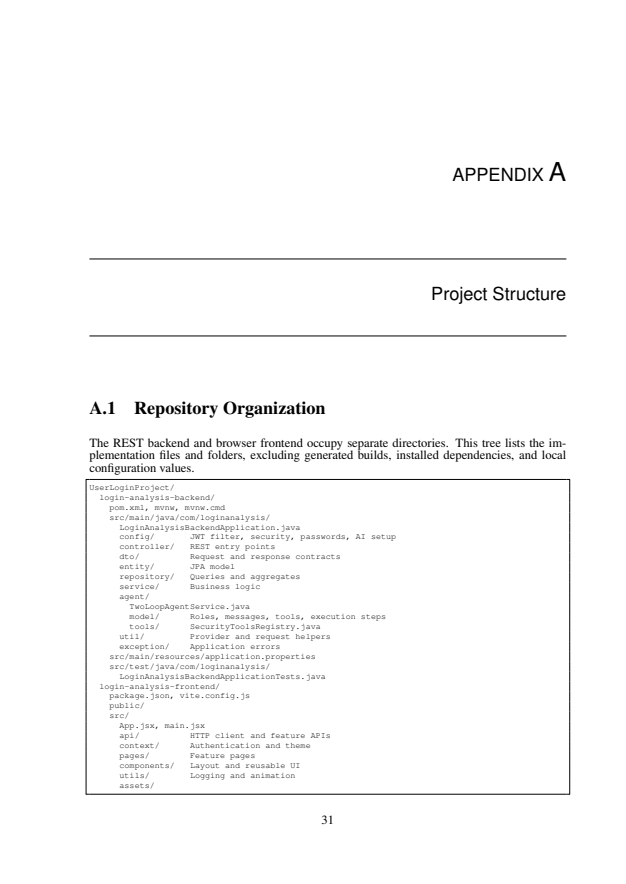 APPENDIX A
Project Structure
A.1 Repository Organization
The REST backend and browser frontend occupy separate directories. This tree lists the im-
plementation files and folders, excluding generated builds, installed dependencies, and local
configuration values.
UserLoginProject/
  login-analysis-backend/
    pom.xml, mvnw, mvnw.cmd
    src/main/java/com/loginanalysis/
      LoginAnalysisBackendApplication.java
      config/       JWT filter, security, passwords, AI setup
      controller/   REST entry points
      dto/          Request and response contracts
      entity/       JPA model
      repository/   Queries and aggregates
      service/      Business logic
      agent/
        TwoLoopAgentService.java
        model/      Roles, messages, tools, execution steps
        tools/      SecurityToolsRegistry.java
      util/         Provider and request helpers
      exception/    Application errors
    src/main/resources/application.properties
    src/test/java/com/loginanalysis/
      LoginAnalysisBackendApplicationTests.java
  login-analysis-frontend/
    package.json, vite.config.js
    public/
    src/
      App.jsx, main.jsx
      api/          HTTP client and feature APIs
      context/      Authentication and theme
      pages/        Feature pages
      components/   Layout and reusable UI
      utils/        Logging and animation
      assets/
31